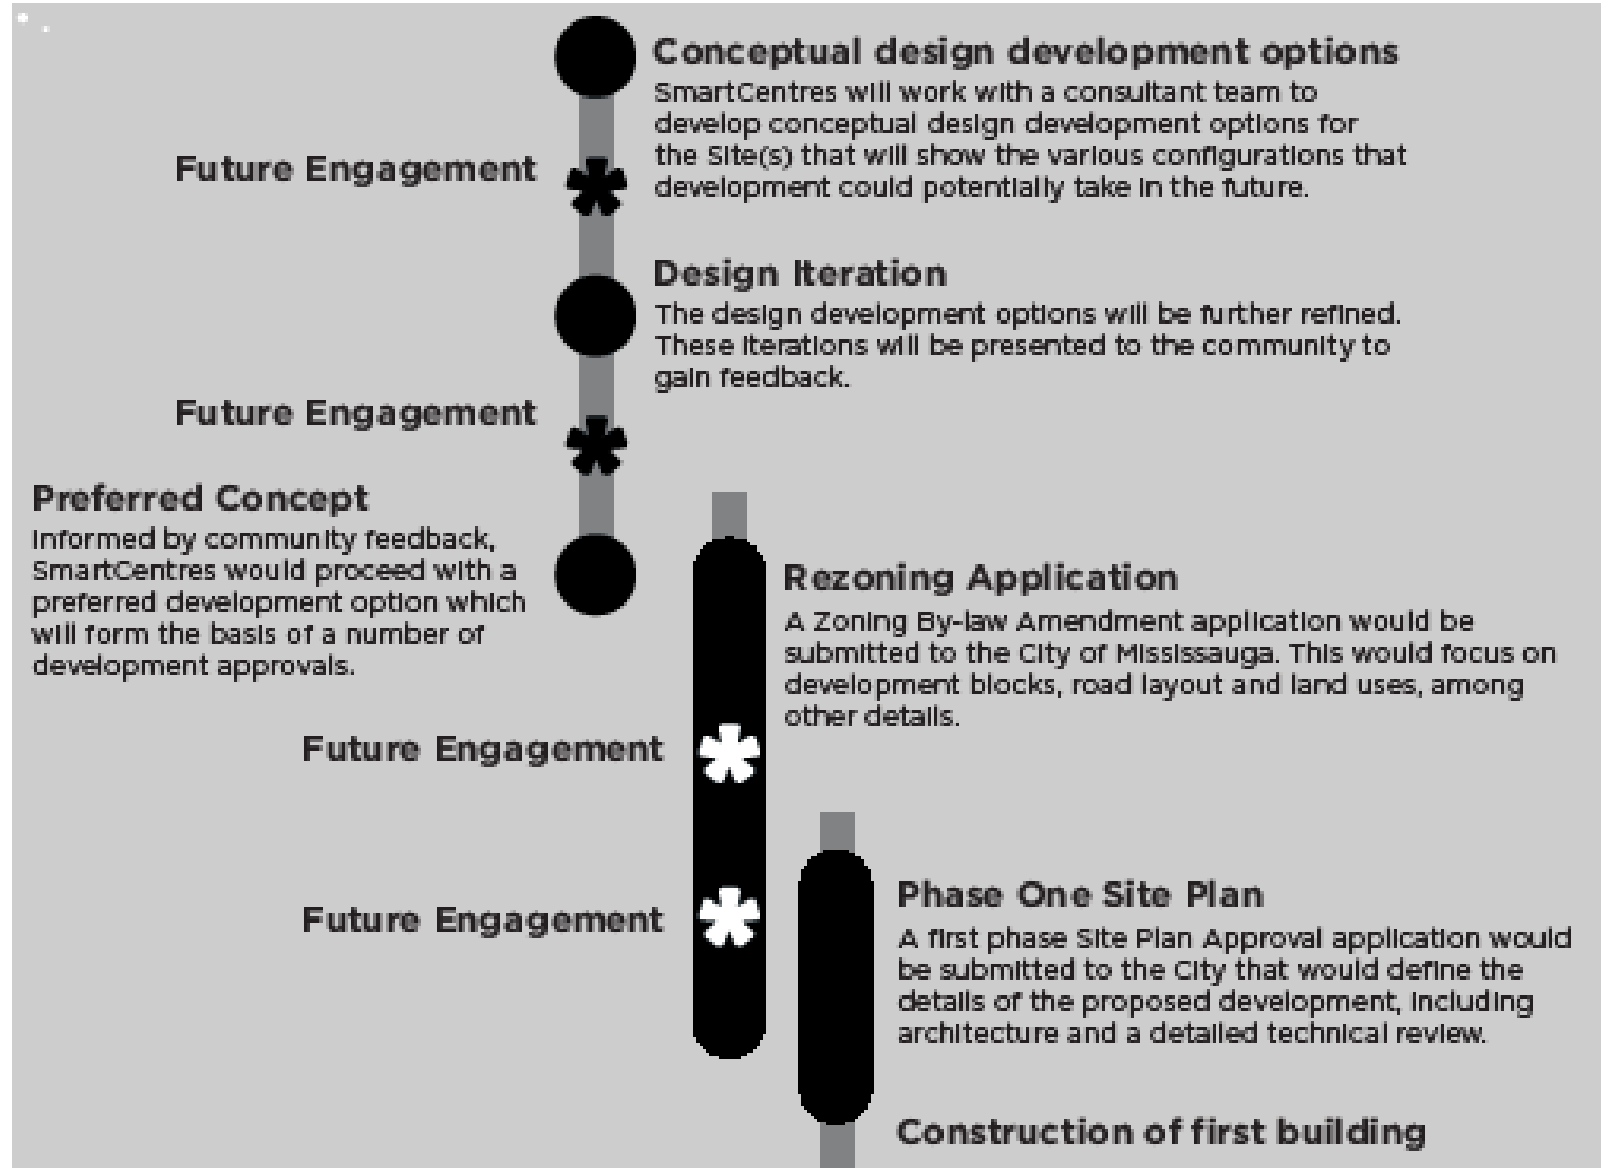 Conceptual design development options
SmartCentres will work with a consultant team to
develop conceptual design development options for
the Site(s) that will show the various configurations that
development could potentially take in the future.
Future Engagement
Design Iteration
The design development options will be further refined.
These iterations will be presented to the community to
gain feedback.
Future Engagement
Preferred Concept
Informed by community feedback,
SmartCentres would proceed with a
preferred development option which
will form the basis of a number of
development approvals.
Rezoning Application
A Zoning By-law Amendment application would be
submitted to the City of Mississauga. This would focus on
development blocks, road layout and land uses, among
other details.
Future Engagement
Future Engagement
Phase One Site Plan
A first phase Site Plan Approval application would
be submitted to the City that would define the
details of the proposed development, including
architecture and a detailed technical review.
Construction of first building